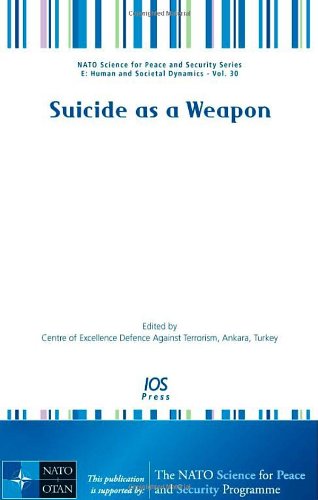 Copyrighted Material
NATO Science for Peace and Security Series
E: Human and Societal Dynamics - Vol. 30
Suicide as a Weapon
Edited by
Centre of Excellence Defence Against Terrorism, Ankara, Turkey
IOS
Press
NATO
OTAN
This publication
is supported by:
The NATO Science for Peace
and Security Programme